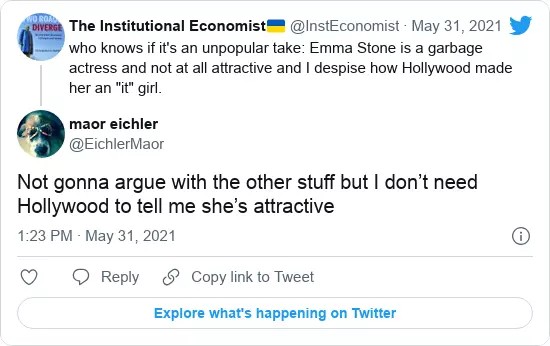 The Institutional Economist🇺🇦 @InstEconomist · May 31, 2021
who knows if it's an unpopular take: Emma Stone is a garbage
actress and not at all attractive and I despise how Hollywood made
her an "it" girl.
maor eichler
@EichlerMaor
Not gonna argue with the other stuff but I don’t need
Hollywood to tell me she’s attractive
1:23 PM · May 31, 2021
Reply
Copy link to Tweet
Explore what's happening on Twitter